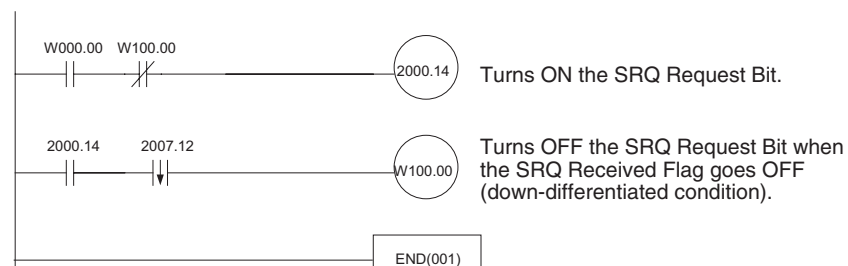 W000.00 W100.00
2000.14
Turns ON the SRQ Request Bit.
2000.14 2007.12
W100.00
Turns OFF the SRQ Request Bit when
the SRQ Received Flag goes OFF
(down-differentiated condition).
END(001)